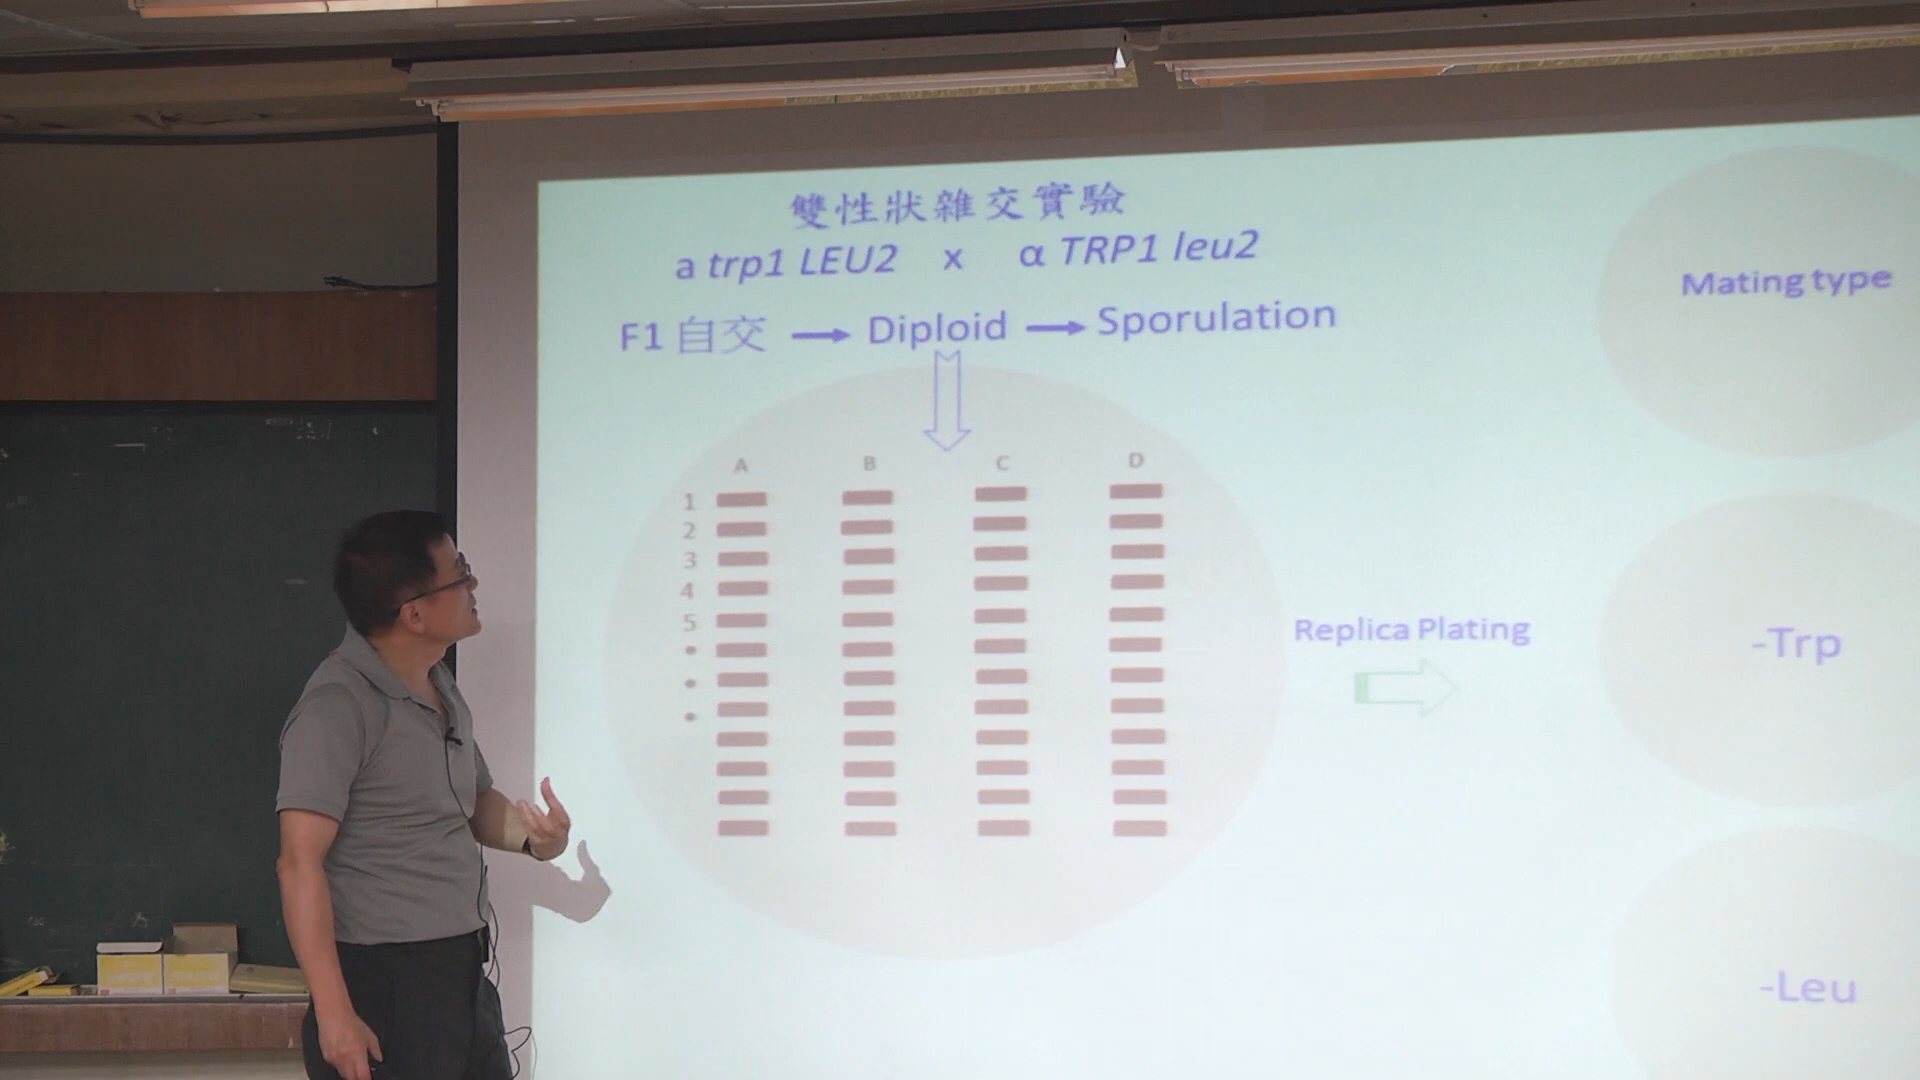 雙性狀雜交實驗
a trp1 LEU2 x α TRP1 leu2
F1 自交 → Diploid → Sporulation
A B C D
1
2
3
4
5
•
•
•
Replica Plating
Mating type
-Trp
-Leu